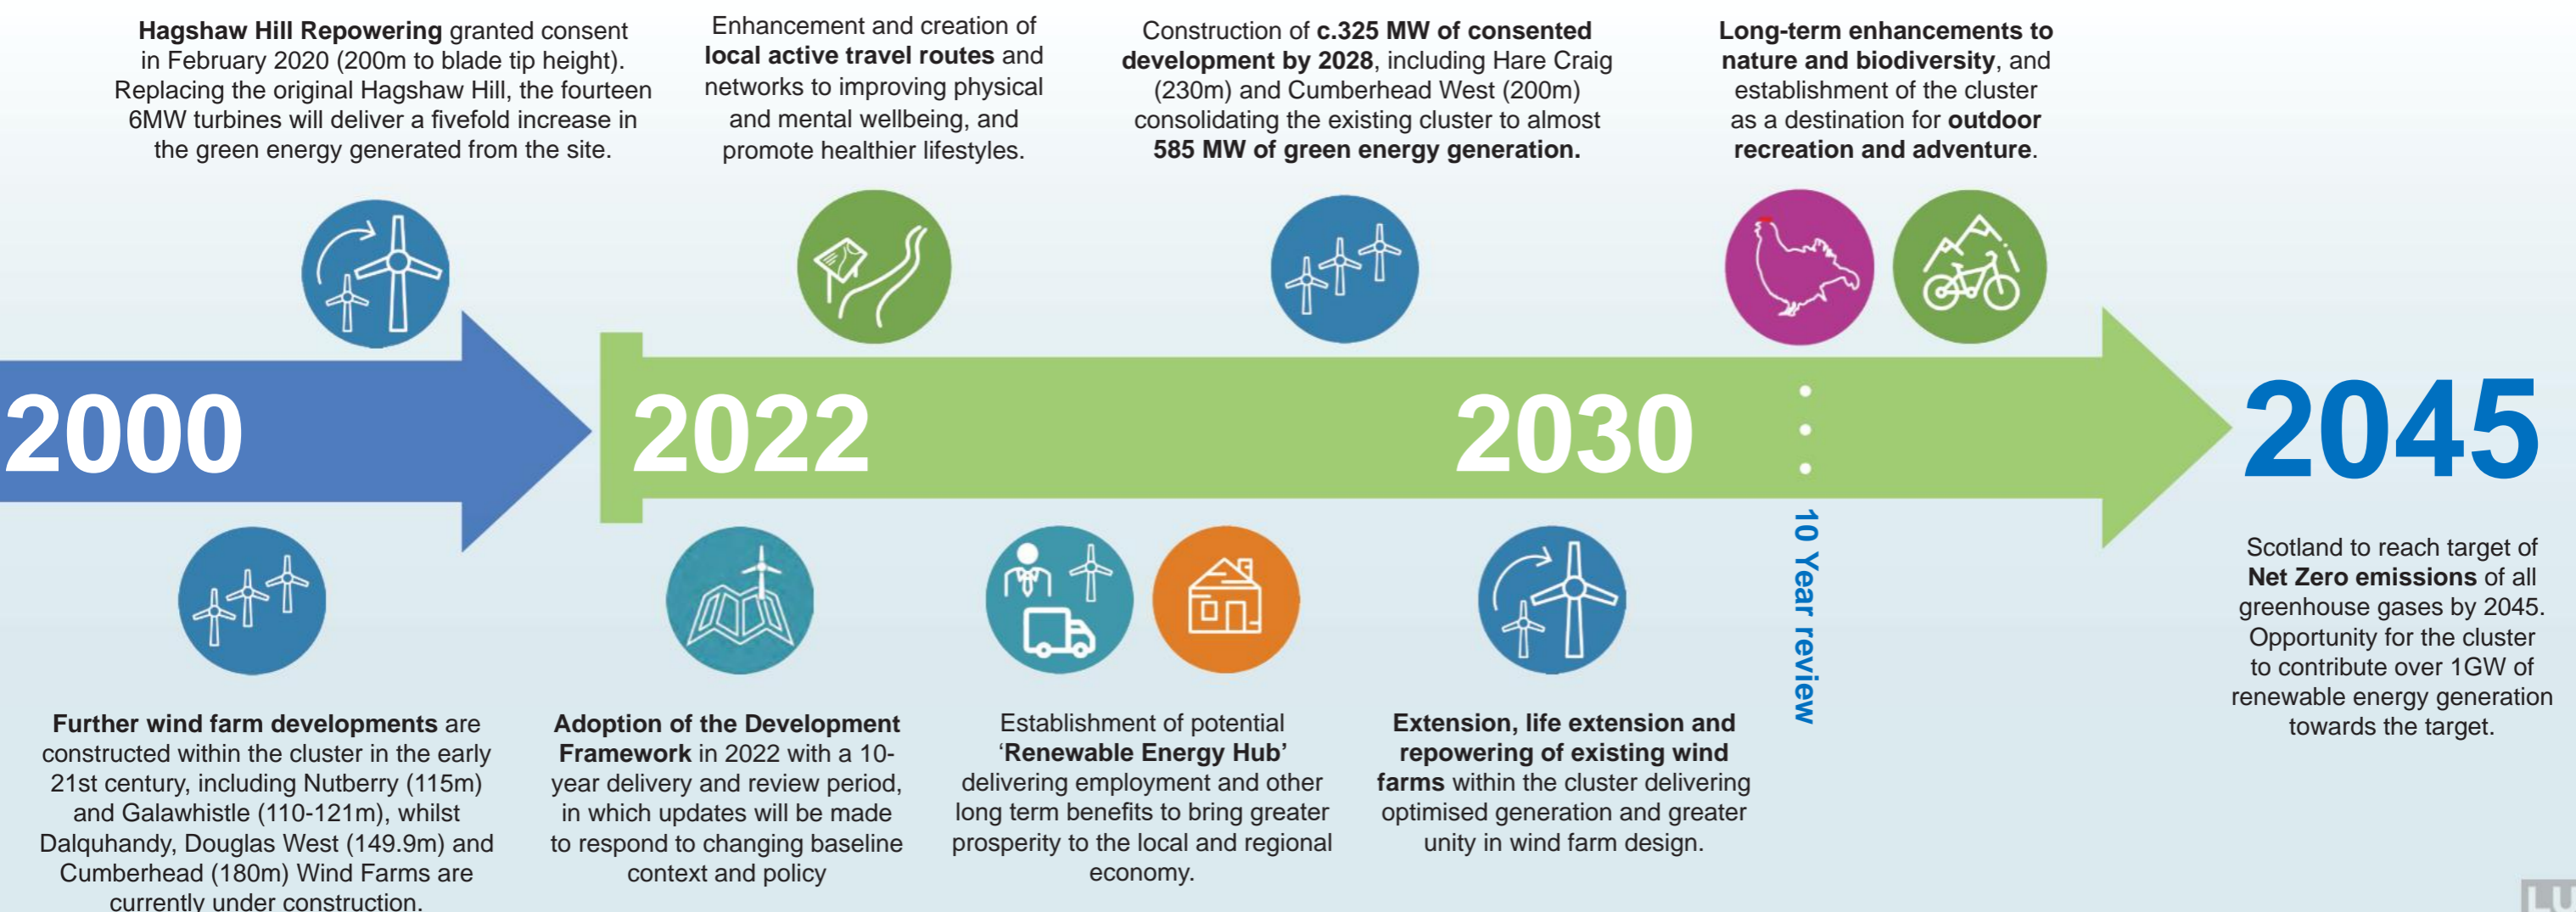 Hagshaw Hill Repowering granted consent
in February 2020 (200m to blade tip height).
Replacing the original Hagshaw Hill, the fourteen
6MW turbines will deliver a fivefold increase in
the green energy generated from the site.
Enhancement and creation of
local active travel routes and
networks to improving physical
and mental wellbeing, and
promote healthier lifestyles.
Construction of c.325 MW of consented
development by 2028, including Hare Craig
(230m) and Cumberhead West (200m)
consolidating the existing cluster to almost
585 MW of green energy generation.
Long-term enhancements to
nature and biodiversity, and
establishment of the cluster
as a destination for outdoor
recreation and adventure.
2000
2022
2030
2045
10 Year review
Further wind farm developments are
constructed within the cluster in the early
21st century, including Nutberry (115m)
and Galawhistle (110-121m), whilst
Dalquhandy, Douglas West (149.9m) and
Cumberhead (180m) Wind Farms are
currently under construction.
Adoption of the Development
Framework in 2022 with a 10-
year delivery and review period,
in which updates will be made
to respond to changing baseline
context and policy
Establishment of potential
‘Renewable Energy Hub’
delivering employment and other
long term benefits to bring greater
prosperity to the local and regional
economy.
Extension, life extension and
repowering of existing wind
farms within the cluster delivering
optimised generation and greater
unity in wind farm design.
Scotland to reach target of
Net Zero emissions of all
greenhouse gases by 2045.
Opportunity for the cluster
to contribute over 1GW of
renewable energy generation
towards the target.